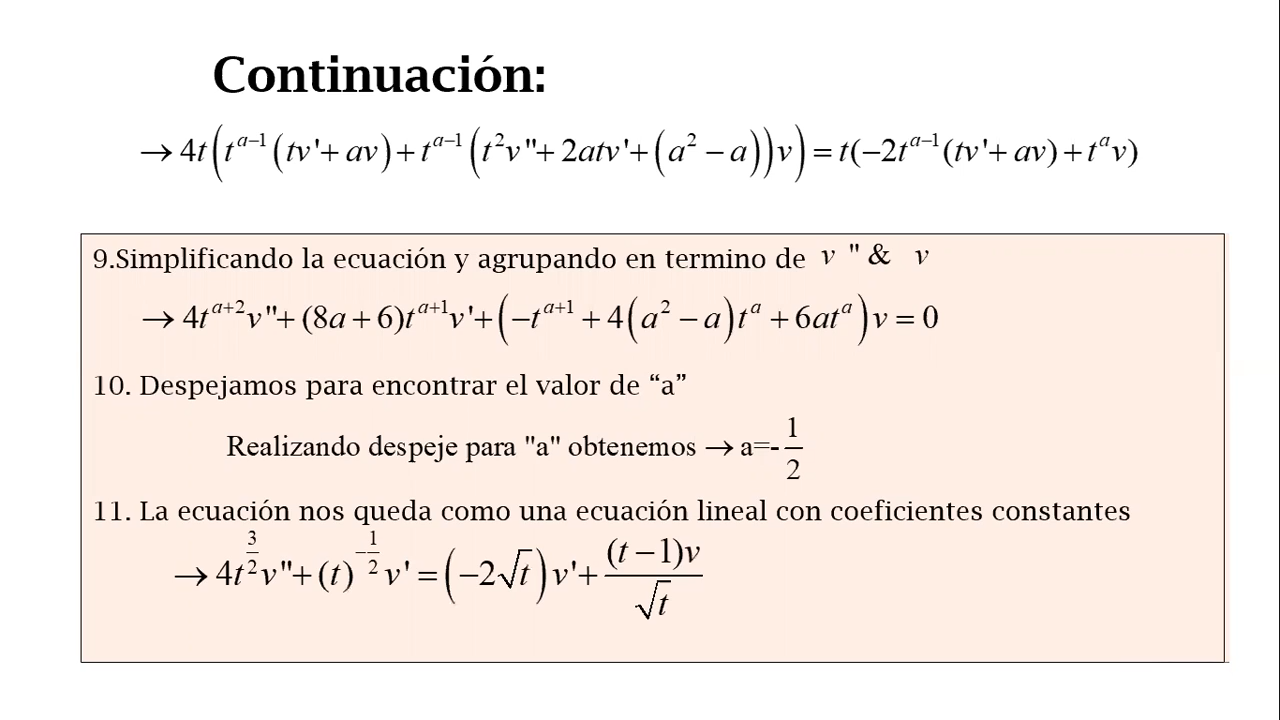 Continuación:
→ 4t(t^{a−1}(tv'+ av) + t^{a−1}(t²v"+ 2atv'+ (a² − a))v) = t(−2t^{a−1}(tv'+ av) + t^a v)
9.Simplificando la ecuación y agrupando en termino de v " & v
→ 4t^{a+2}v"+ (8a + 6)t^{a+1}v'+ (−t^{a+1} + 4(a² − a)t^a + 6at^a)v = 0
10. Despejamos para encontrar el valor de “a”
Realizando despeje para "a" obtenemos → a=-1/2
11. La ecuación nos queda como una ecuación lineal con coeficientes constantes
→ 4t^{3/2}v"+ (t)^{−1/2}v' = (−2√t)v'+ (t −1)v/√t